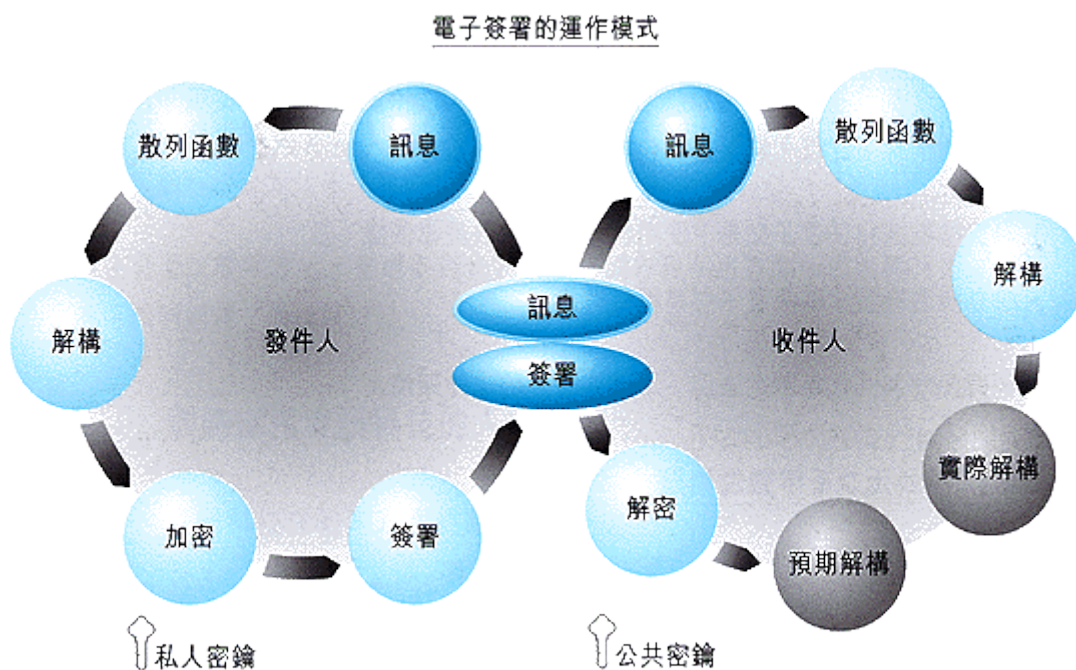 電子簽署的運作模式
散列函數
訊息
解構
發件人
加密
簽署
私人密鑰
訊息
簽署
訊息
散列函數
解構
收件人
實際解構
解密
預期解構
公共密鑰